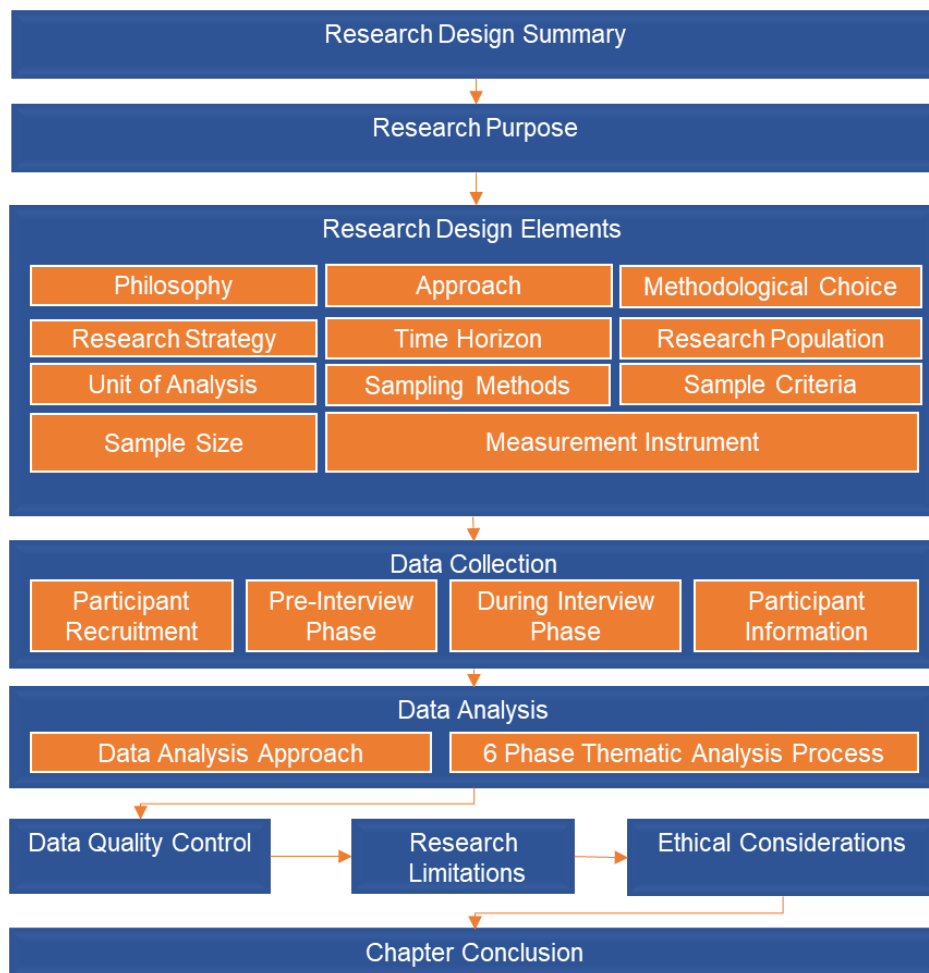 Research Design Summary
Research Purpose
Research Design Elements
Philosophy
Approach
Methodological Choice
Research Strategy
Time Horizon
Research Population
Unit of Analysis
Sampling Methods
Sample Criteria
Sample Size
Measurement Instrument
Data Collection
Participant
Recruitment
Pre-Interview
Phase
During Interview
Phase
Participant
Information
Data Analysis
Data Analysis Approach
6 Phase Thematic Analysis Process
Data Quality Control
Research
Limitations
Ethical Considerations
Chapter Conclusion